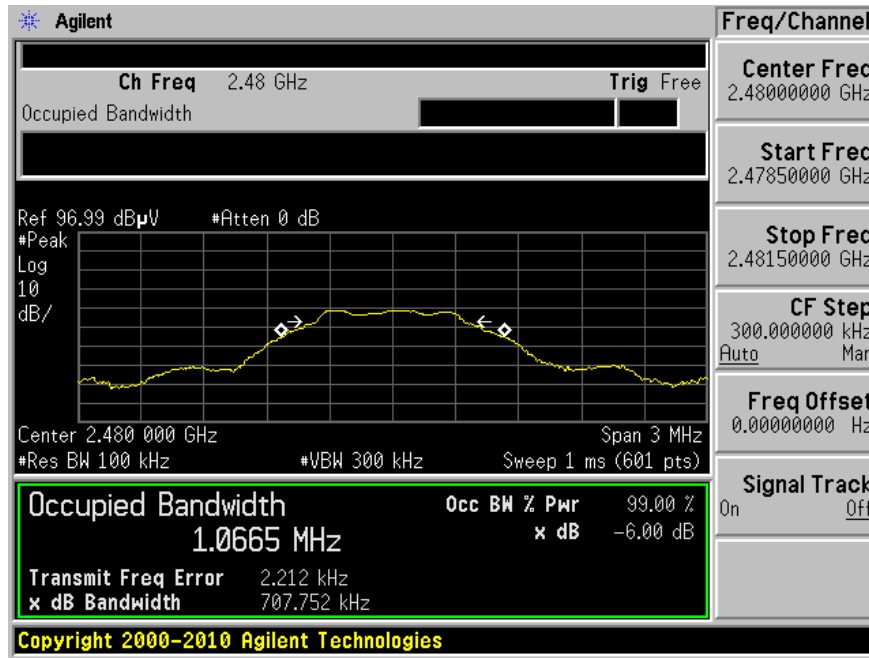 Agilent
Freq/Channel
Ch Freq 2.48 GHz Trig Free
Occupied Bandwidth
Center Freq
2.48000000 GHz
Start Freq
2.47850000 GHz
Stop Freq
2.48150000 GHz
CF Step
300.000000 kHz
Auto Man
Freq Offset
0.00000000 Hz
Signal Track
On Off
Ref 96.99 dBµV #Atten 0 dB
#Peak
Log
10
dB/
Center 2.480 000 GHz Span 3 MHz
#Res BW 100 kHz #VBW 300 kHz Sweep 1 ms (601 pts)
Occupied Bandwidth Occ BW % Pwr 99.00 %
1.0665 MHz x dB -6.00 dB
Transmit Freq Error 2.212 kHz
x dB Bandwidth 707.752 kHz
Copyright 2000-2010 Agilent Technologies